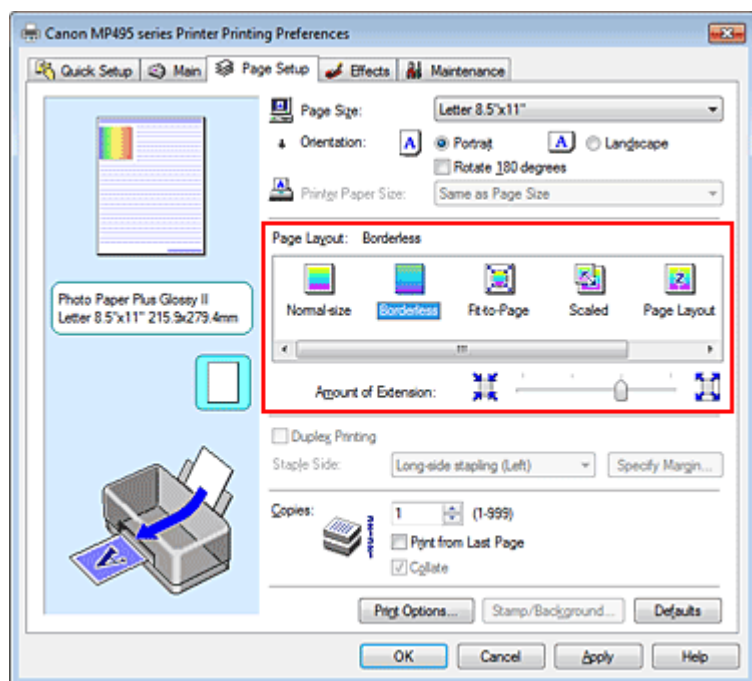 Canon MP495 series Printer Printing Preferences
Quick Setup Main Page Setup Effects Maintenance
Page Size: Letter 8.5"x11"
Orientation: A Portrait A Landscape
Rotate 180 degrees
Printer Paper Size: Same as Page Size
Page Layout: Borderless
Normal-size Borderless Fit-to-Page Scaled Page Layout
Photo Paper Plus Glossy II
Letter 8.5"x11" 215.9x279.4mm
Amount of Extension:
Duplex Printing
Staple Side: Long-side stapling (Left) Specify Margin...
Copies: 1 (1-999)
Print from Last Page
Collate
Print Options... Stamp/Background... Defaults
OK Cancel Apply Help